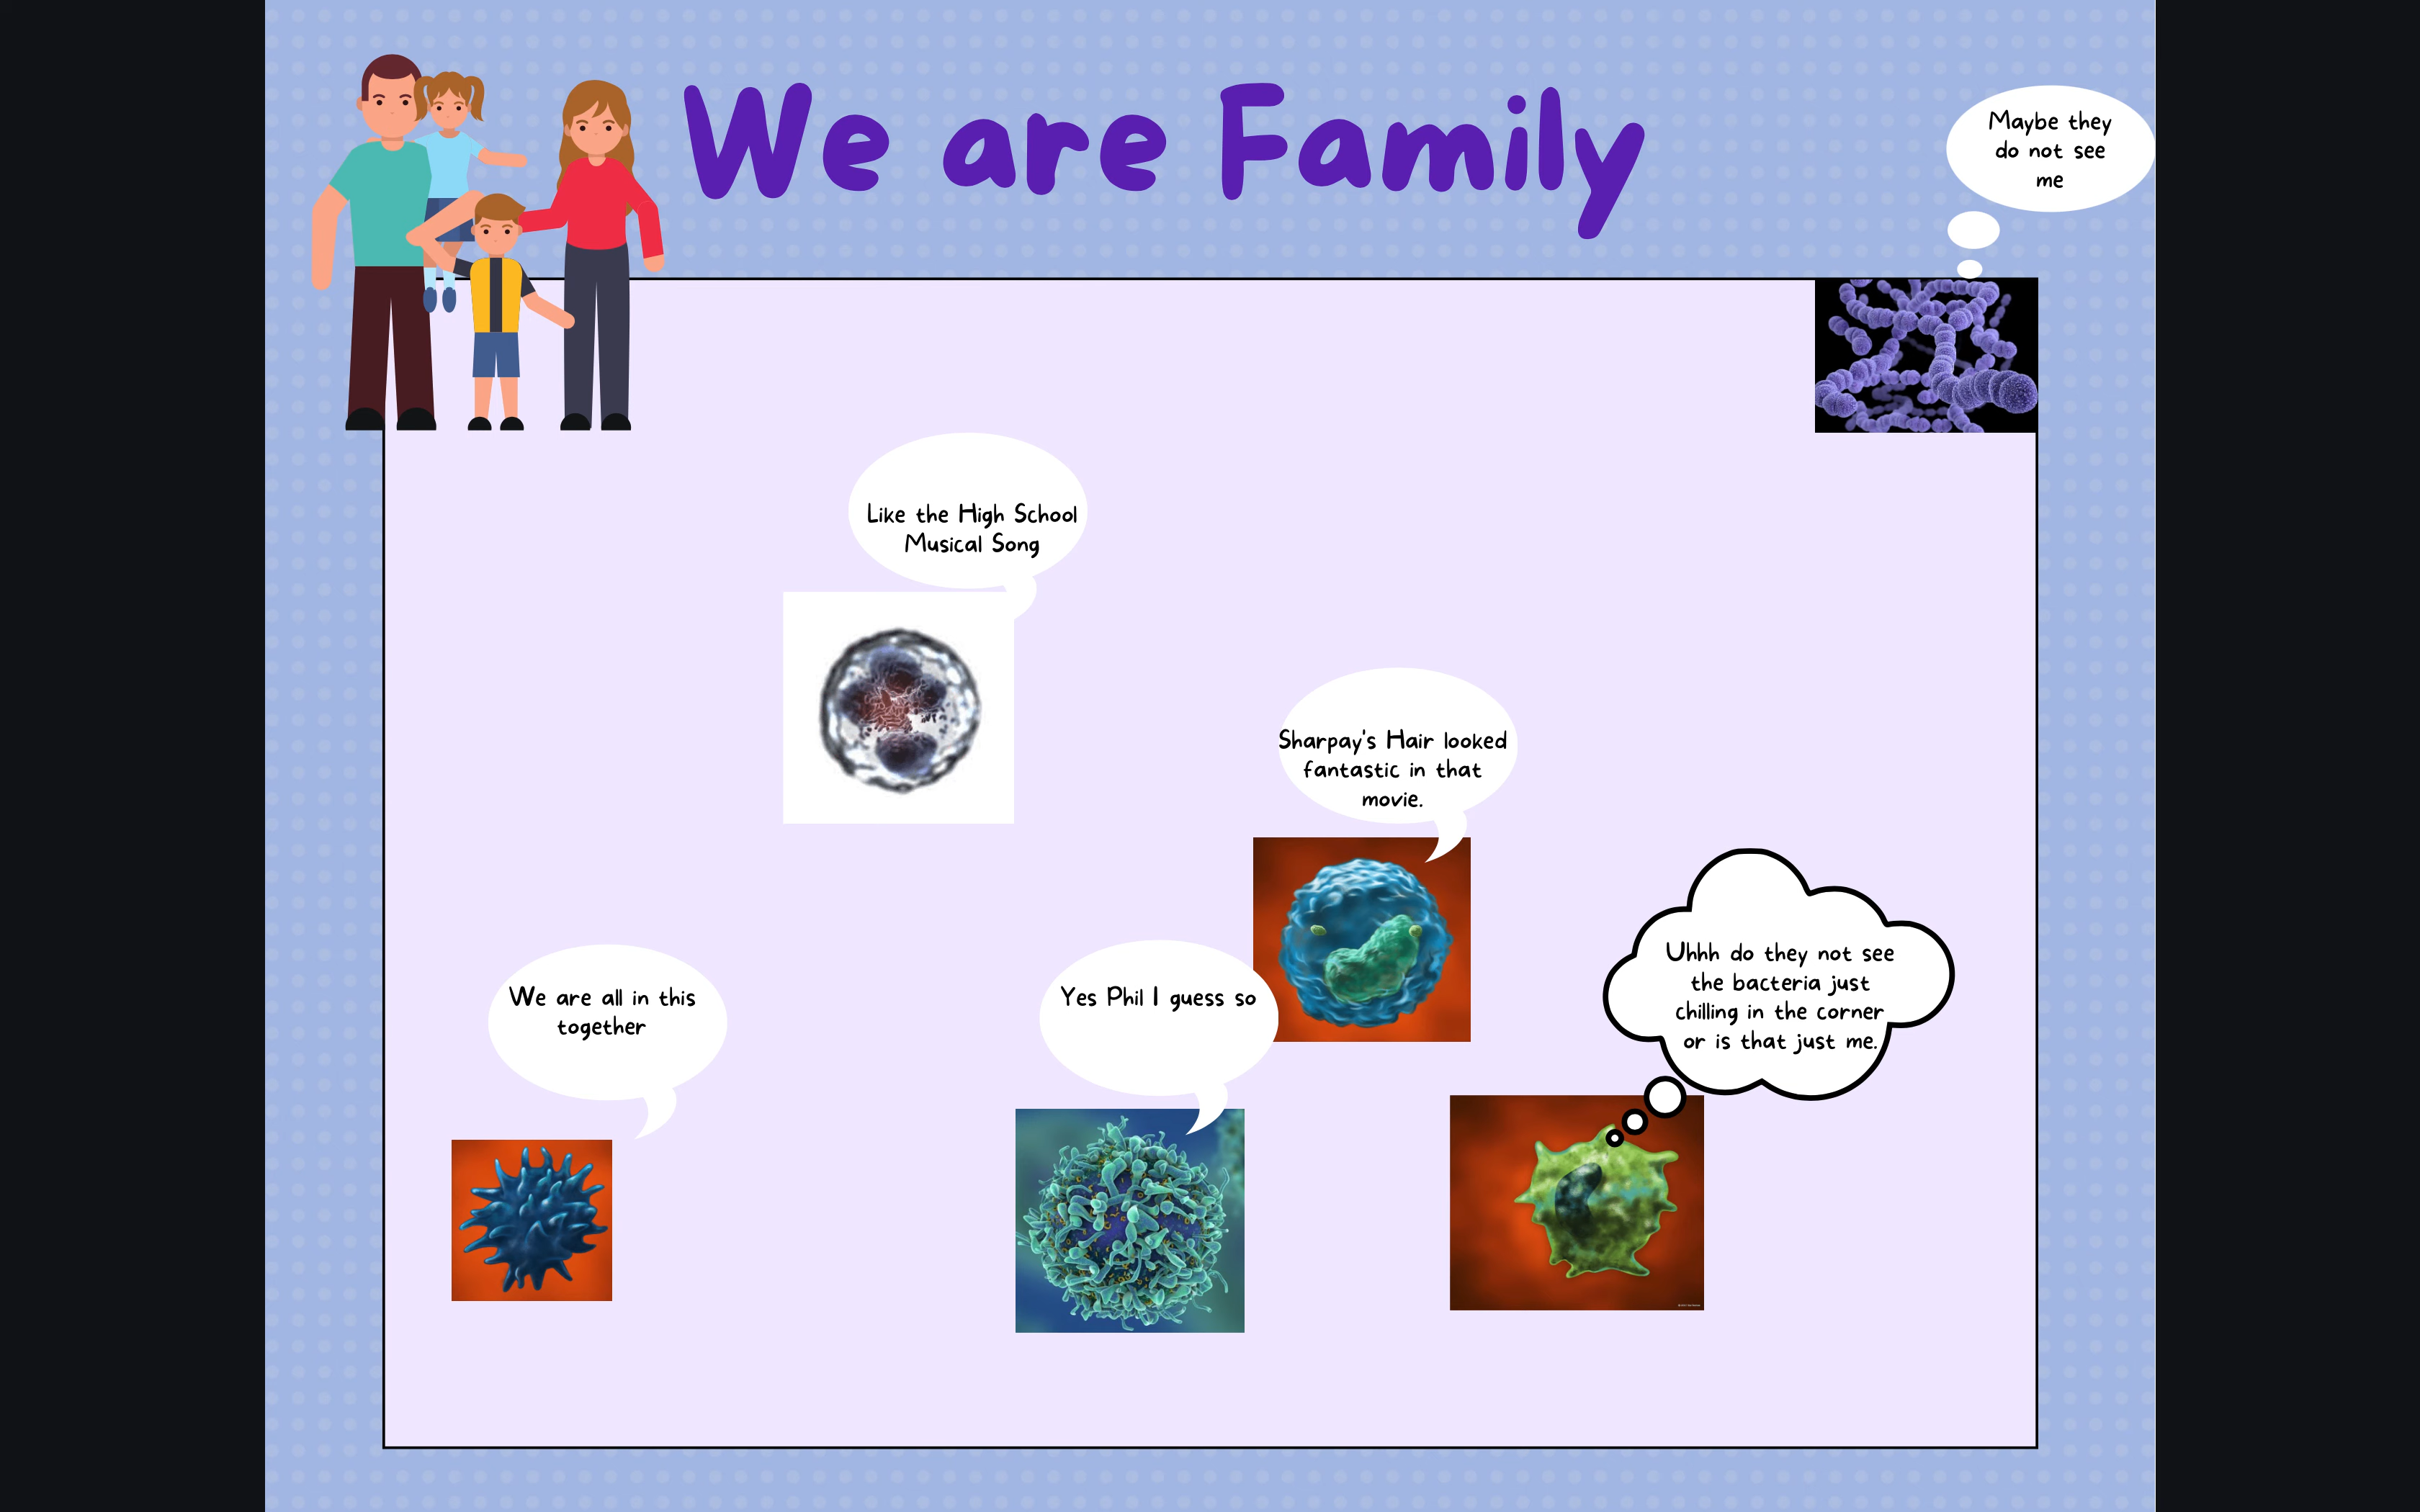 We are Family
Maybe they
do not see
me
Like the High School
Musical Song
Sharpay's Hair looked
fantastic in that
movie.
We are all in this
together
Yes Phil I guess so
Uhhh do they not see
the bacteria just
chilling in the corner
or is that just me.